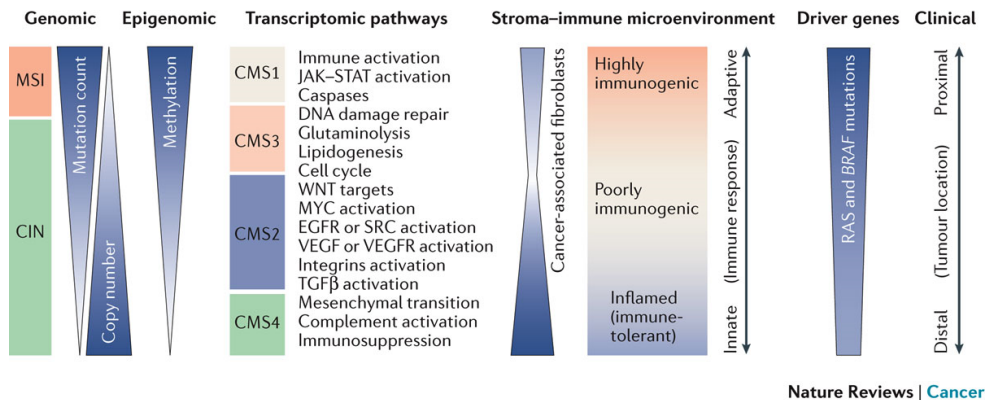 Genomic
Epigenomic
Transcriptomic pathways
Stroma–immune microenvironment
Driver genes
Clinical
MSI
CIN
Mutation count
Copy number
Methylation
CMS1
CMS3
CMS2
CMS4
Immune activation
JAK–STAT activation
Caspases
DNA damage repair
Glutaminolysis
Lipidogenesis
Cell cycle
WNT targets
MYC activation
EGFR or SRC activation
VEGF or VEGFR activation
Integrins activation
TGFβ activation
Mesenchymal transition
Complement activation
Immunosuppression
Cancer-associated fibroblasts
Highly
immunogenic
Poorly
immunogenic
Inflamed
(immune-
tolerant)
Adaptive
(Immune response)
Innate
RAS and BRAF mutations
Proximal
(Tumour location)
Distal
Nature Reviews | Cancer